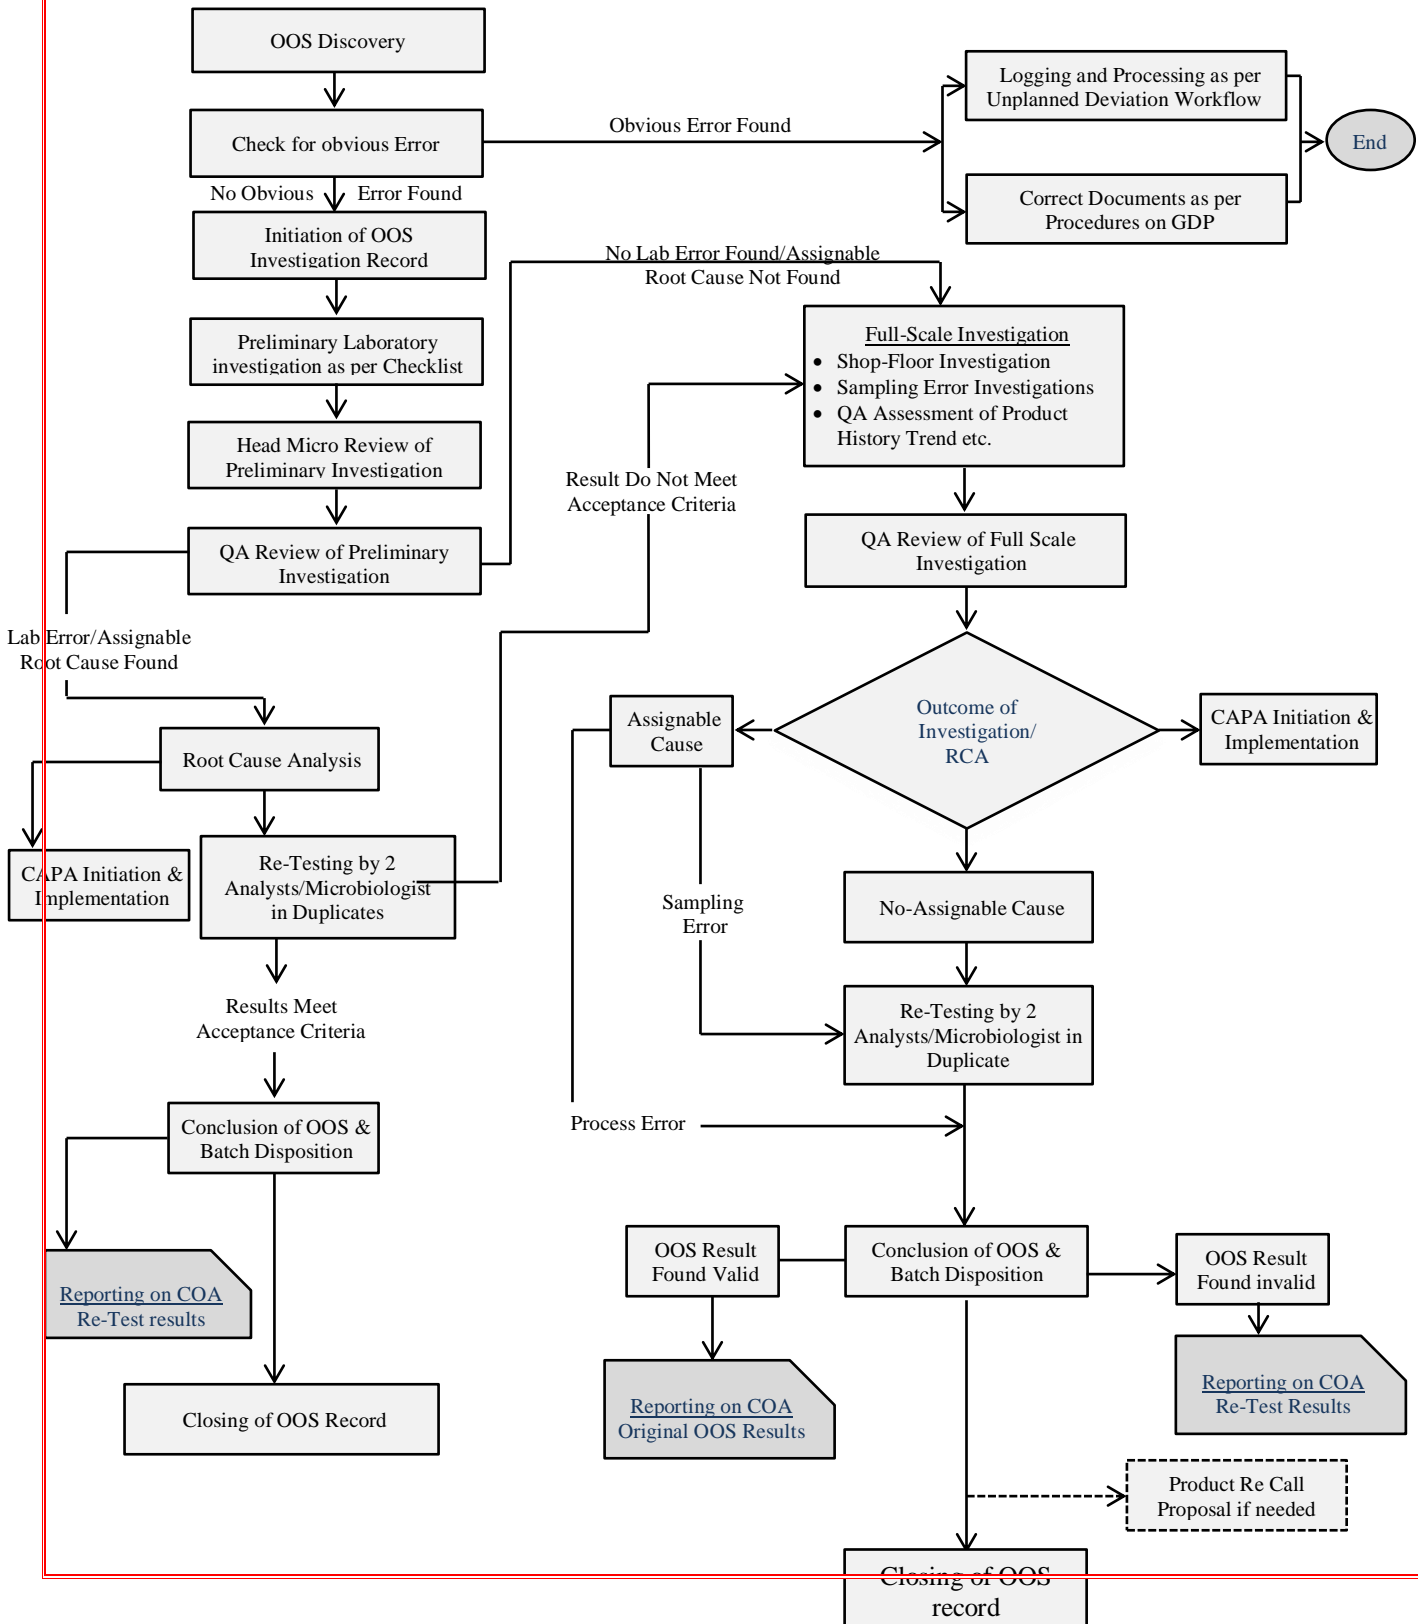 OOS Discovery
Check for obvious Error
Obvious Error Found
Logging and Processing as per
Unplanned Deviation Workflow
End
Correct Documents as per
Procedures on GDP
No Obvious Error Found
Initiation of OOS
Investigation Record
No Lab Error Found/Assignable
Root Cause Not Found
Preliminary Laboratory
investigation as per Checklist
Full-Scale Investigation
• Shop-Floor Investigation
• Sampling Error Investigations
• QA Assessment of Product
History Trend etc.
Head Micro Review of
Preliminary Investigation
Result Do Not Meet
Acceptance Criteria
QA Review of Preliminary
Investigation
QA Review of Full Scale
Investigation
Lab Error/Assignable
Root Cause Found
Outcome of
Investigation/
RCA
Assignable
Cause
CAPA Initiation &
Implementation
Root Cause Analysis
CAPA Initiation &
Implementation
Re-Testing by 2
Analysts/Microbiologist
in Duplicates
Sampling
Error
No-Assignable Cause
Results Meet
Acceptance Criteria
Re-Testing by 2
Analysts/Microbiologist in
Duplicate
Process Error
Conclusion of OOS &
Batch Disposition
OOS Result
Found Valid
Conclusion of OOS &
Batch Disposition
OOS Result
Found invalid
Reporting on COA
Re-Test results
Reporting on COA
Original OOS Results
Reporting on COA
Re-Test Results
Closing of OOS Record
Product Re Call
Proposal if needed
Closing of OOS
record